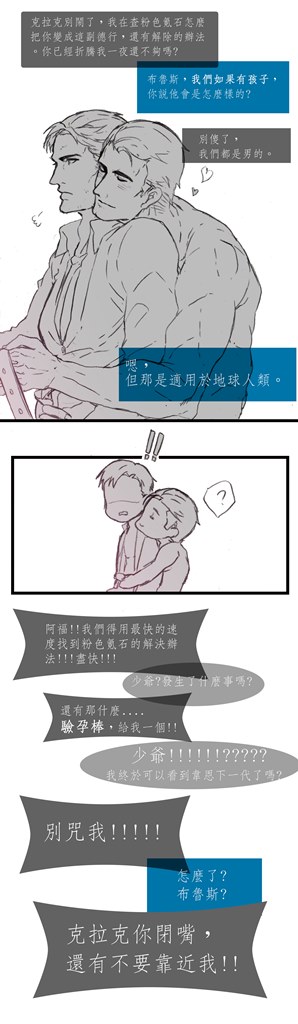 克拉克別鬧了，我在查粉色氪石怎麼
把你變成這副德行，還有解除的辦法
。你已經折騰我一夜還不夠嗎?
布魯斯，我們如果有孩子，
你說他會是怎麼樣的?
別傻了，
我們都是男的。
嗯，
但那是適用於地球人類。
!!
?
阿福!!我們得用最快的速
度找到粉色氪石的解決辦
法!!!盡快!!!
少爺?發生了什麼事嗎?
還有那什麼....
驗孕棒，給我一個!!
少爺!!!!!!?????
我終於可以看到韋恩下一代了嗎?
別咒我!!!!!
怎麼了?
布魯斯?
克拉克你閉嘴，
還有不要靠近我!!